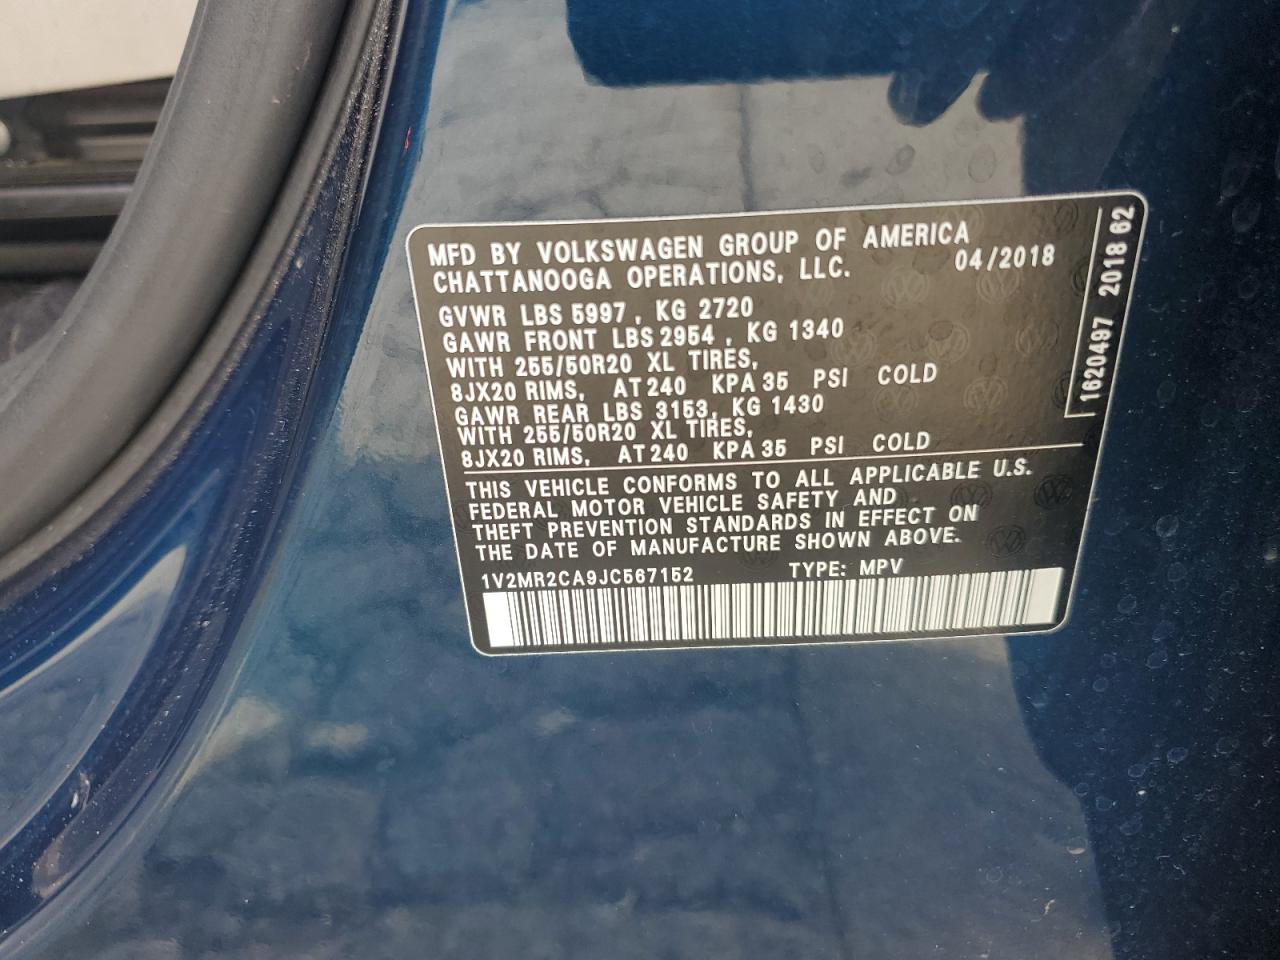 MFD BY VOLKSWAGEN GROUP OF AMERICA
CHATTANOOGA OPERATIONS, LLC. 04/2018
GVWR LBS 5997 , KG 2720
GAWR FRONT LBS 2954 , KG 1340
WITH 255/50R20 XL TIRES,
8JX20 RIMS, AT 240 KPA 35 PSI COLD
GAWR REAR LBS 3153, KG 1430
WITH 255/50R20 XL TIRES,
8JX20 RIMS, AT 240 KPA 35 PSI COLD
THIS VEHICLE CONFORMS TO ALL APPLICABLE U.S.
FEDERAL MOTOR VEHICLE SAFETY AND
THEFT PREVENTION STANDARDS IN EFFECT ON
THE DATE OF MANUFACTURE SHOWN ABOVE.
1V2MR2CA9JC567152 TYPE: MPV
1620497 2018 62